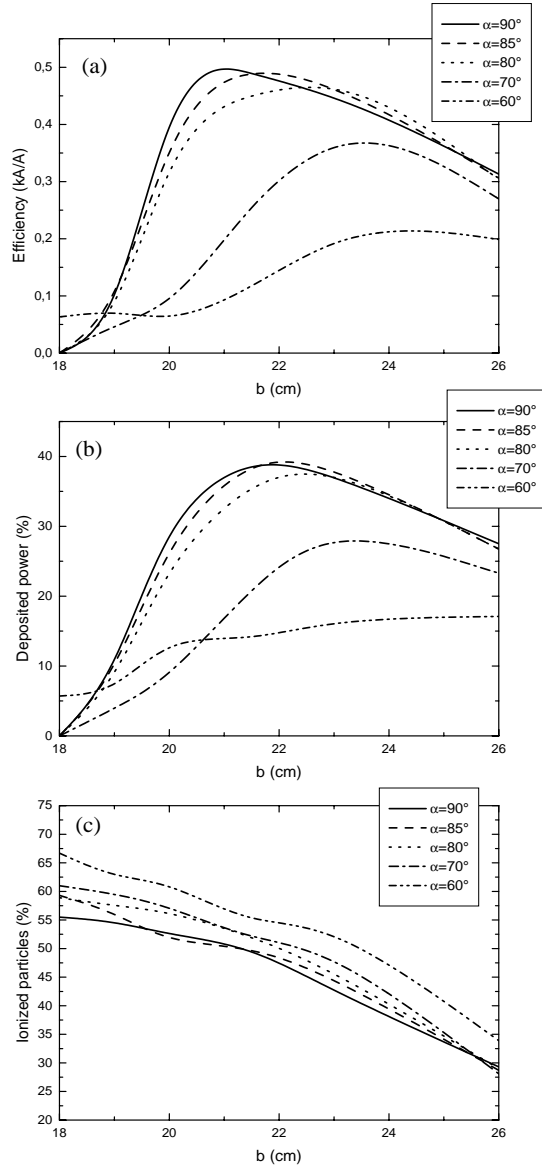 (a)
α=90°
α=85°
α=80°
α=70°
α=60°
0,5
0,4
0,3
0,2
0,1
0,0
Efficiency (kA/A)
18 20 22 24 26
b (cm)
(b)
α=90°
α=85°
α=80°
α=70°
α=60°
40
30
20
10
0
Deposited power (%)
18 20 22 24 26
b (cm)
(c)
α=90°
α=85°
α=80°
α=70°
α=60°
75
70
65
60
55
50
45
40
35
30
25
20
Ionized particles (%)
18 20 22 24 26
b (cm)